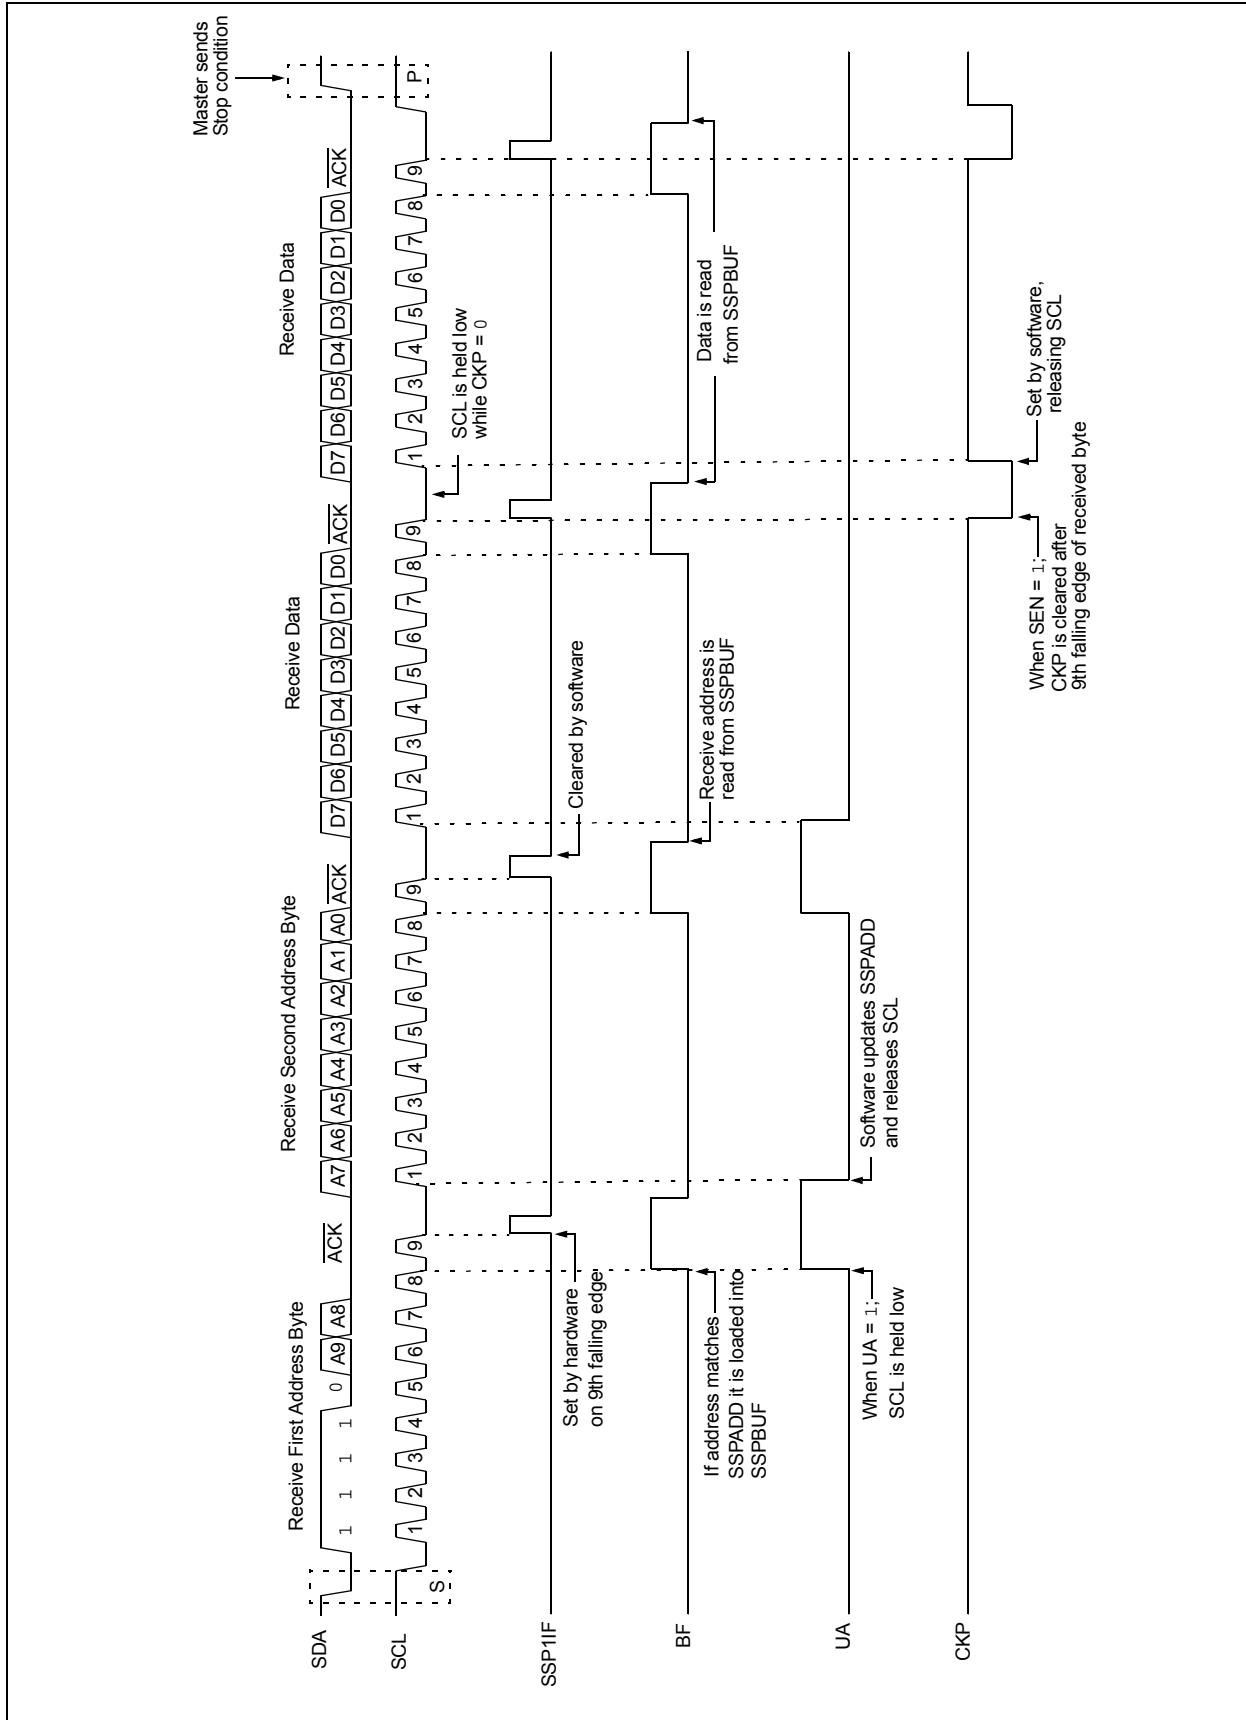 Master sends
Stop condition
Receive First Address Byte
Receive Second Address Byte
Receive Data
Receive Data
SDA
1 1 1 1 0 A9 A8 ACK
A7 A6 A5 A4 A3 A2 A1 A0 ACK
D7 D6 D5 D4 D3 D2 D1 D0 ACK
D7 D6 D5 D4 D3 D2 D1 D0 ACK
SCL
S
1 2 3 4 5 6 7 8 9
1 2 3 4 5 6 7 8 9
1 2 3 4 5 6 7 8 9
1 2 3 4 5 6 7 8 9
P
SCL is held low
while CKP = 0
SSP1IF
Set by hardware
on 9th falling edge
Cleared by software
BF
If address matches
SSPADD it is loaded into
SSPBUF
Receive address is
read from SSPBUF
Data is read
from SSPBUF
UA
When UA = 1;
SCL is held low
Software updates SSPADD
and releases SCL
CKP
When SEN = 1;
CKP is cleared after
9th falling edge of received byte
Set by software,
releasing SCL